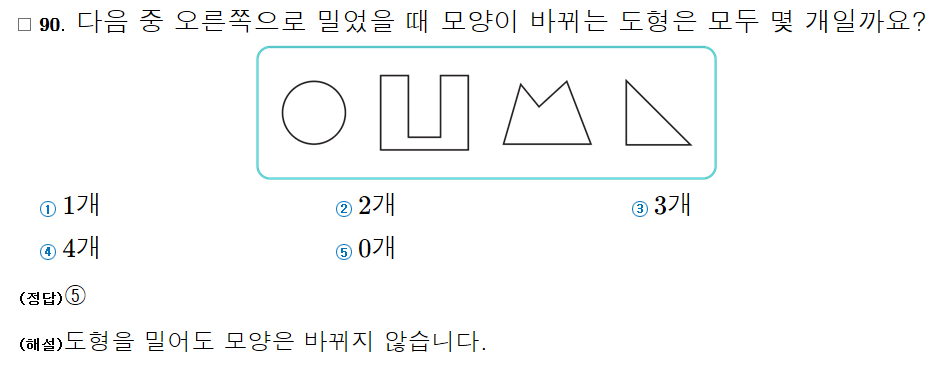 □ 90. 다음 중 오른쪽으로 밀었을 때 모양이 바뀌는 도형은 모두 몇 개일까요?
① 1개 ② 2개 ③ 3개
④ 4개 ⑤ 0개
(정답)⑤
(해설)도형을 밀어도 모양은 바뀌지 않습니다.